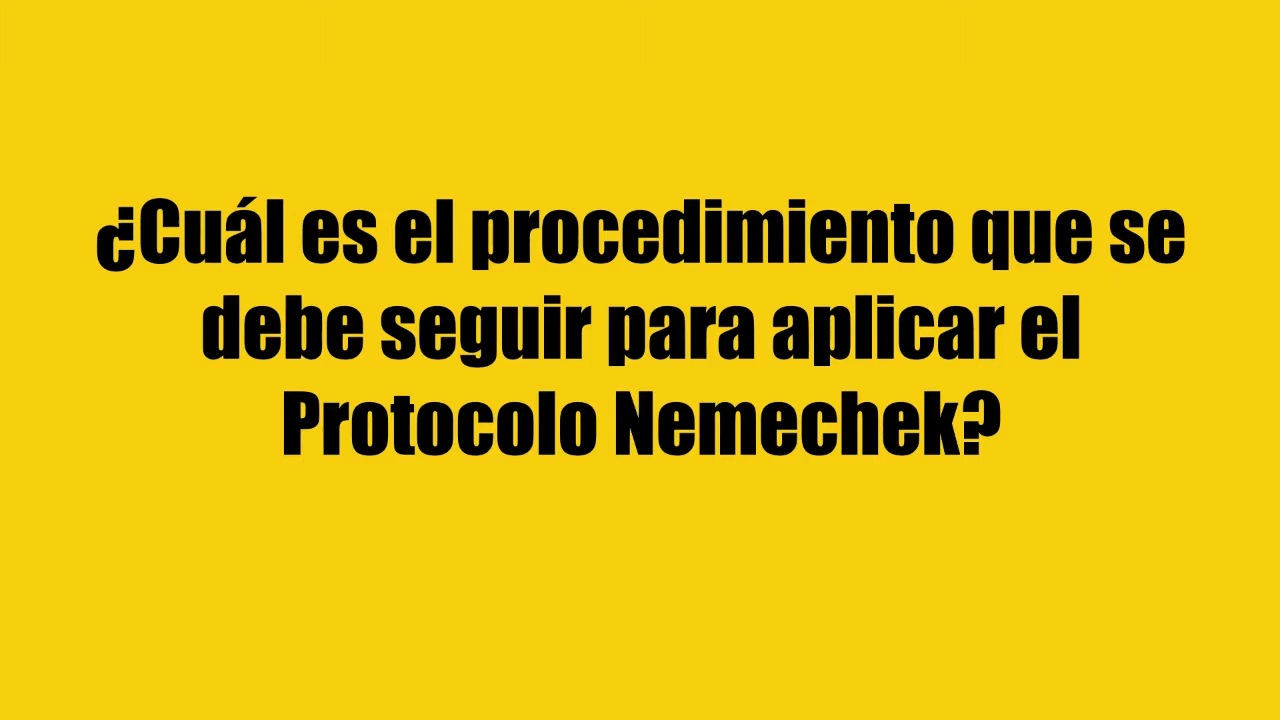 ¿Cuál es el procedimiento que se
debe seguir para aplicar el
Protocolo Nemechek?